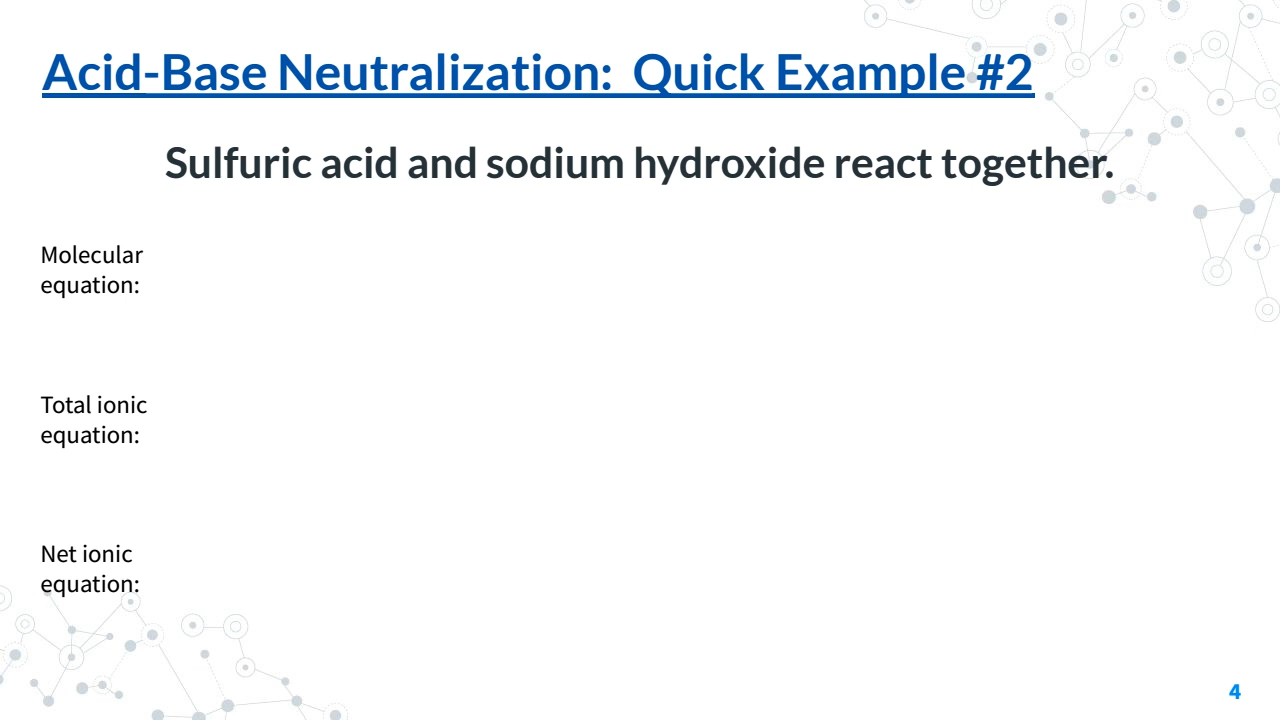 Acid-Base Neutralization:  Quick Example #2
Sulfuric acid and sodium hydroxide react together.
Molecular
equation:
Total ionic
equation:
Net ionic
equation:
4